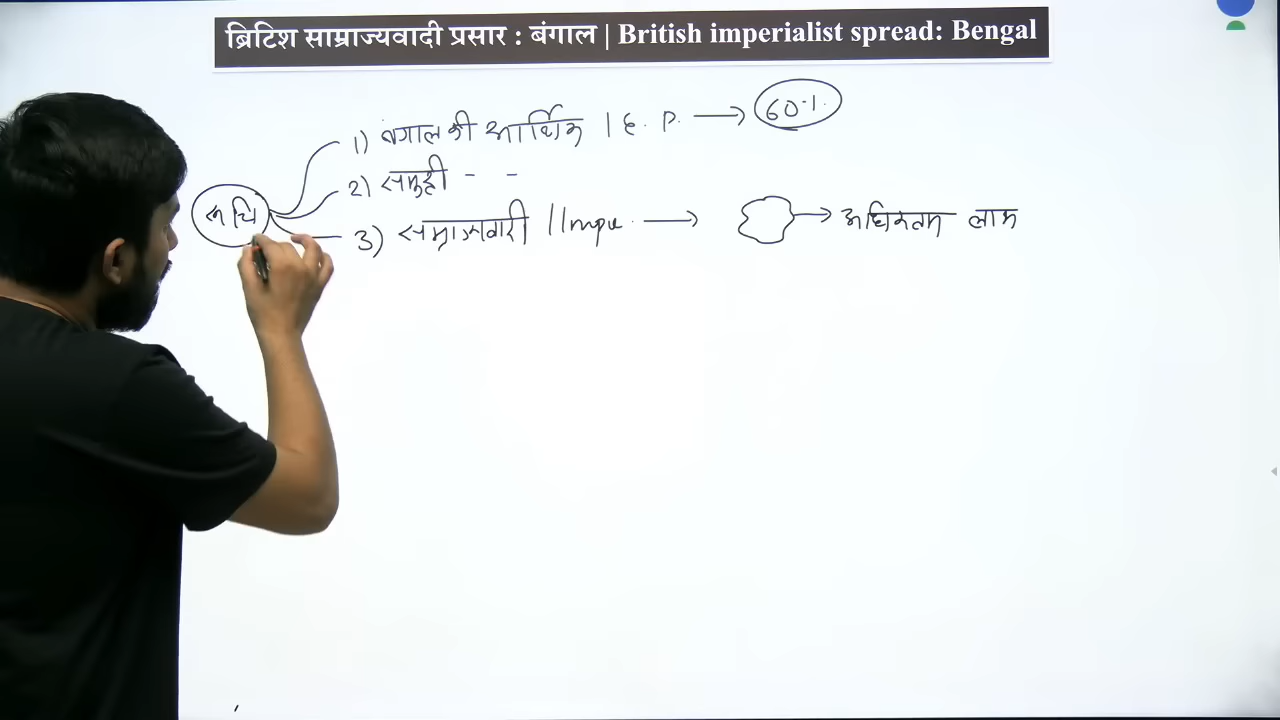 ब्रिटिश साम्राज्यवादी प्रसार : बंगाल | British imperialist spread: Bengal
1) बंगाल की आर्थिक | E. P. → 60%.
2) समुद्री - -
रूचि
3) साम्राज्यवादी | Impe. → → अधिकतम लाभ